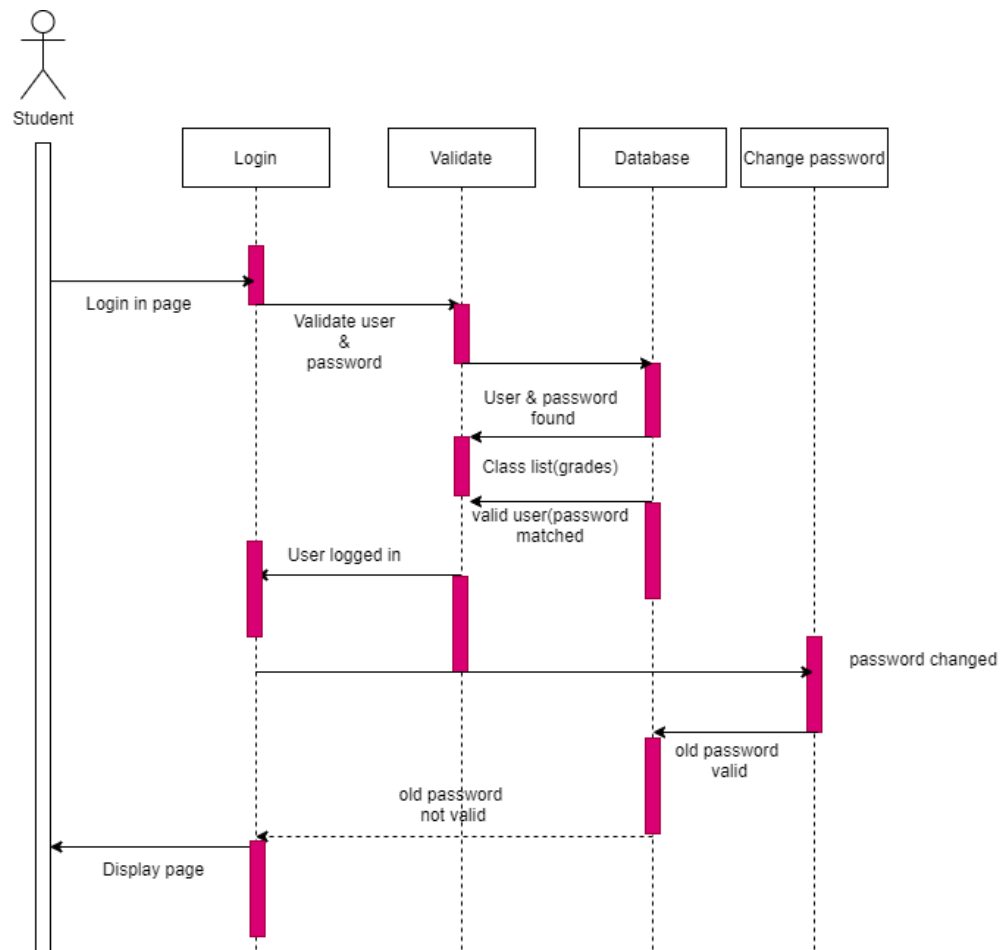 Student
Login
Validate
Database
Change password
Login in page
Validate user
&
password
User & password
found
Class list(grades)
valid user(password
matched
User logged in
password changed
old password
valid
old password
not valid
Display page